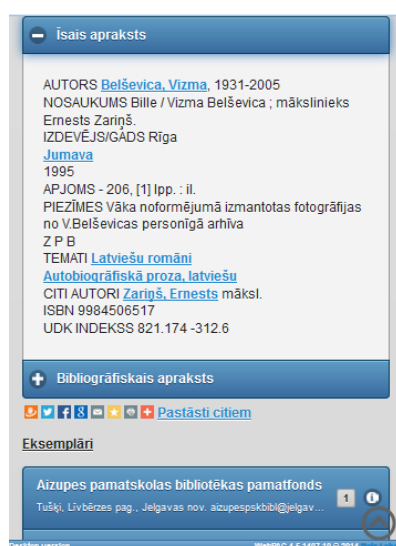 Īsais apraksts
AUTORS Belševica, Vizma, 1931-2005
NOSAUKUMS Bille / Vizma Belševica ; mākslinieks
Ernests Zariņš.
IZDEVĒJS/GADS Rīga
Jumava
1995
APJOMS - 206, [1] lpp. : il.
PIEZĪMES Vāka noformējumā izmantotas fotogrāfijas
no V.Belševicas personīgā arhīva
Z P B
TEMATI Latviešu romāni
Autobiogrāfiskā proza, latviešu
CITI AUTORI Zariņš, Ernests māksl.
ISBN 9984506517
UDK INDEKSS 821.174 -312.6
Bibliogrāfiskais apraksts
Pastāsti citiem
Eksemplāri
Aizupes pamatskolas bibliotēkas pamatfonds
Tušķi, Līvbērzes pag., Jelgavas nov. aizupespskbibl@jelgav...
1